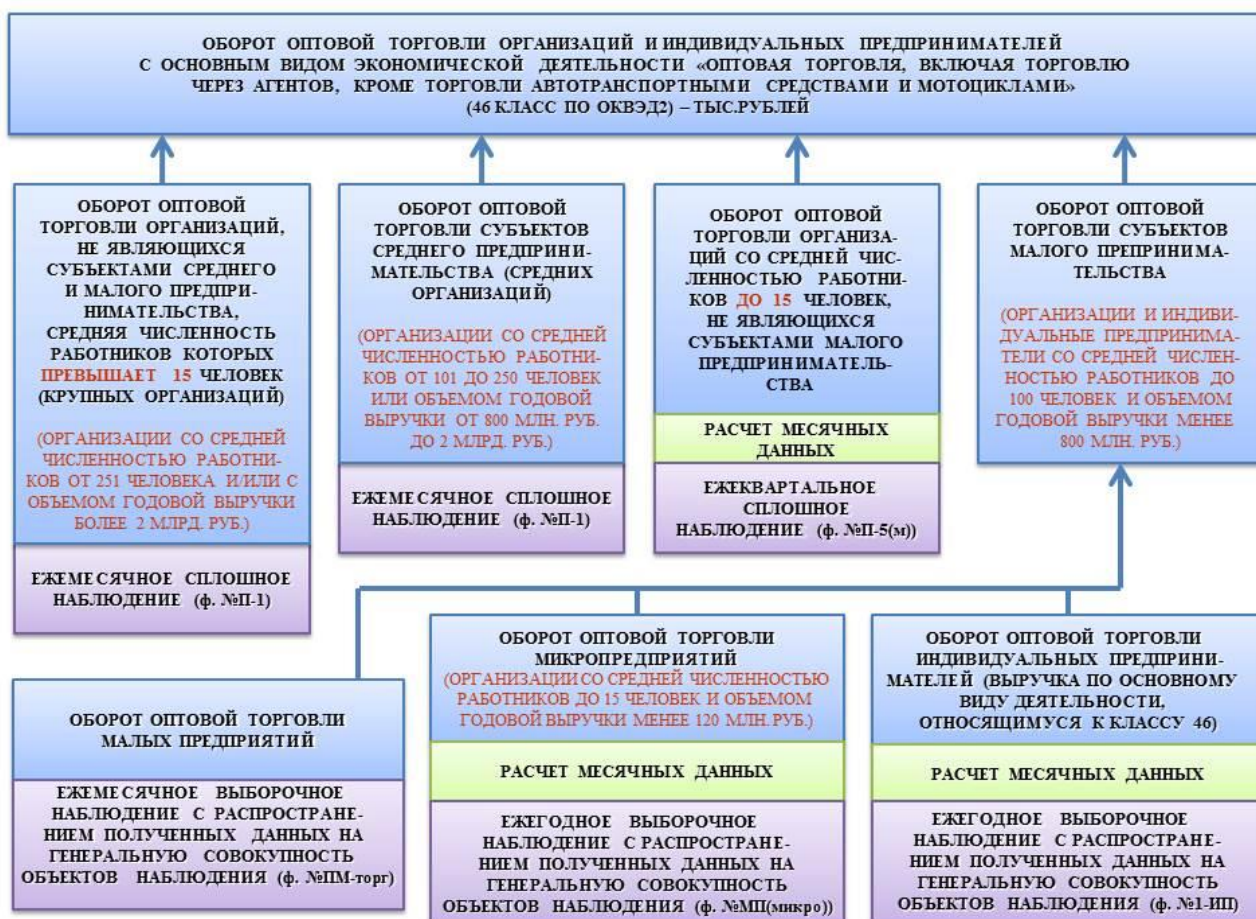 ОБОРОТ ОПТОВОЙ ТОРГОВЛИ ОРГАНИЗАЦИЙ И ИНДИВИДУАЛЬНЫХ ПРЕДПРИНИМАТЕЛЕЙ
С ОСНОВНЫМ ВИДОМ ЭКОНОМИЧЕСКОЙ ДЕЯТЕЛЬНОСТИ «ОПТОВАЯ ТОРГОВЛЯ, ВКЛЮЧАЯ ТОРГОВЛЮ
ЧЕРЕЗ АГЕНТОВ, КРОМЕ ТОРГОВЛИ АВТОТРАНСПОРТНЫМИ СРЕДСТВАМИ И МОТОЦИКЛАМИ»
(46 КЛАСС ПО ОКВЭД2) – ТЫС.РУБЛЕЙ
ОБОРОТ ОПТОВОЙ
ТОРГОВЛИ ОРГАНИЗАЦИЙ,
НЕ ЯВЛЯЮЩИХСЯ
СУБЪЕКТАМИ СРЕДНЕГО
И МАЛОГО ПРЕДПРИ-
НИМАТЕЛЬСТВА,
СРЕДНЯЯ ЧИСЛЕННОСТЬ
РАБОТНИКОВ КОТОРЫХ
ПРЕВЫШАЕТ 15 ЧЕЛОВЕК
(КРУПНЫХ ОРГАНИЗАЦИЙ)
(ОРГАНИЗАЦИИ СО СРЕДНЕЙ
ЧИСЛЕННОСТЬЮ РАБОТНИ-
КОВ ОТ 251 ЧЕЛОВЕКА И/ИЛИ С
ОБЪЕМОМ ГОДОВОЙ ВЫРУЧКИ
БОЛЕЕ 2 МЛРД. РУБ.)
ЕЖЕМЕСЯЧНОЕ СПЛОШНОЕ
НАБЛЮДЕНИЕ (ф. №П-1)
ОБОРОТ ОПТОВОЙ
ТОРГОВЛИ СУБЪЕКТОВ
СРЕДНЕГО ПРЕДПРИНИ-
МАТЕЛЬСТВА (СРЕДНИХ
ОРГАНИЗАЦИЙ)
(ОРГАНИЗАЦИИ СО СРЕДНЕЙ
ЧИСЛЕННОСТЬЮ РАБОТНИ-
КОВ ОТ 101 ДО 250 ЧЕЛОВЕК
ИЛИ ОБЪЕМОМ ГОДОВОЙ
ВЫРУЧКИ ОТ 800 МЛН. РУБ.
ДО 2 МЛРД. РУБ.)
ЕЖЕМЕСЯЧНОЕ СПЛОШНОЕ
НАБЛЮДЕНИЕ (ф. №П-1)
ОБОРОТ ОПТОВОЙ
ТОРГОВЛИ ОРГАНИЗА-
ЦИЙ СО СРЕДНЕЙ ЧИС-
ЛЕННОСТЬЮ РАБОТНИ-
КОВ ДО 15 ЧЕЛОВЕК,
НЕ ЯВЛЯЮЩИХСЯ
СУБЪЕКТАМИ МАЛОГО
ПРЕДПРИНИМАТЕЛЬ-
СТВА
РАСЧЕТ МЕСЯЧНЫХ
ДАННЫХ
ЕЖЕКВАРТАЛЬНОЕ
СПЛОШНОЕ
НАБЛЮДЕНИЕ (ф. №П-5(м))
ОБОРОТ ОПТОВОЙ
ТОРГОВЛИ СУБЪЕКТОВ
МАЛОГО ПРЕПРИНИМА-
ТЕЛЬСТВА
(ОРГАНИЗАЦИИ И ИНДИВИ-
ДУАЛЬНЫЕ ПРЕДПРИНИМА-
ТЕЛИ СО СРЕДНЕЙ ЧИСЛЕН-
НОСТЬЮ РАБОТНИКОВ ДО
100 ЧЕЛОВЕК И ОБЪЕМОМ
ГОДОВОЙ ВЫРУЧКИ МЕНЕЕ
800 МЛН. РУБ.)
ОБОРОТ ОПТОВОЙ ТОРГОВЛИ
МАЛЫХ ПРЕДПРИЯТИЙ
ЕЖЕМЕСЯЧНОЕ ВЫБОРОЧНОЕ
НАБЛЮДЕНИЕ С РАСПРОСТРАНЕ-
НИЕМ ПОЛУЧЕННЫХ ДАННЫХ НА
ГЕНЕРАЛЬНУЮ СОВОКУПНОСТЬ
ОБЪЕКТОВ НАБЛЮДЕНИЯ (ф. №ПМ-торг)
ОБОРОТ ОПТОВОЙ ТОРГОВЛИ
МИКРОПРЕДПРИЯТИЙ
(ОРГАНИЗАЦИИ СО СРЕДНЕЙ ЧИСЛЕННОСТЬЮ
РАБОТНИКОВ ДО 15 ЧЕЛОВЕК И ОБЪЕМОМ
ГОДОВОЙ ВЫРУЧКИ МЕНЕЕ 120 МЛН. РУБ.)
РАСЧЕТ МЕСЯЧНЫХ ДАННЫХ
ЕЖЕГОДНОЕ ВЫБОРОЧНОЕ
НАБЛЮДЕНИЕ С РАСПРОСТРАНЕ-
НИЕМ ПОЛУЧЕННЫХ ДАННЫХ НА
ГЕНЕРАЛЬНУЮ СОВОКУПНОСТЬ
ОБЪЕКТОВ НАБЛЮДЕНИЯ (ф. №МП(микро))
ОБОРОТ ОПТОВОЙ ТОРГОВЛИ
ИНДИВИДУАЛЬНЫХ ПРЕДПРИНИ-
МАТЕЛЕЙ (ВЫРУЧКА ПО ОСНОВНОМУ
ВИДУ ДЕЯТЕЛЬНОСТИ,
ОТНОСЯЩИМУСЯ К КЛАССУ 46)
РАСЧЕТ МЕСЯЧНЫХ ДАННЫХ
ЕЖЕГОДНОЕ ВЫБОРОЧНОЕ
НАБЛЮДЕНИЕ С РАСПРОСТРАНЕ-
НИЕМ ПОЛУЧЕННЫХ ДАННЫХ НА
ГЕНЕРАЛЬНУЮ СОВОКУПНОСТЬ
ОБЪЕКТОВ НАБЛЮДЕНИЯ (ф. №1-ИП)